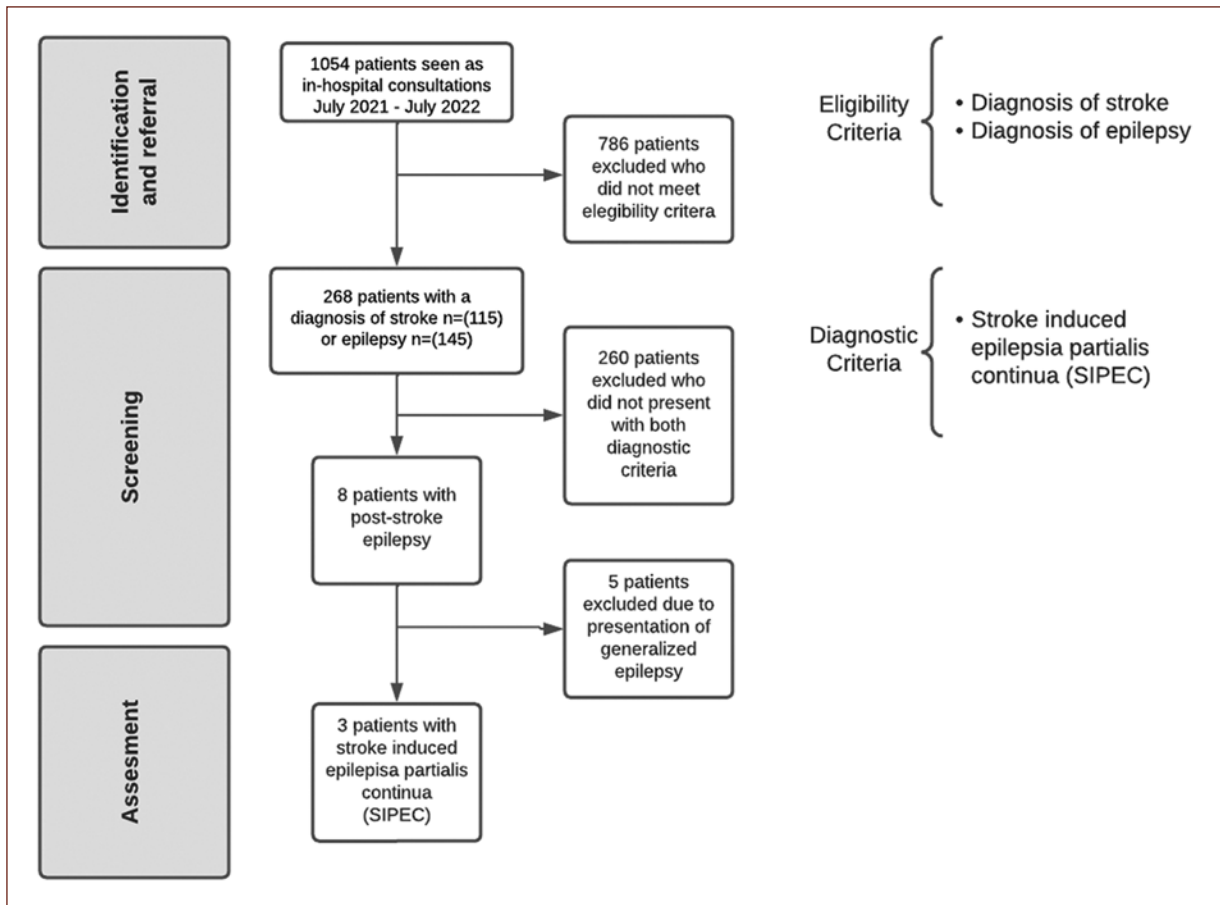 Identification
and referral
1054 patients seen as
in-hospital consultations
July 2021 - July 2022
786 patients
excluded who
did not meet
elegibility critera
Eligibility
Criteria
• Diagnosis of stroke
• Diagnosis of epilepsy
Screening
268 patients with a
diagnosis of stroke n=(115)
or epilepsy n=(145)
260 patients
excluded who
did not present
with both
diagnostic
criteria
Diagnostic
Criteria
• Stroke induced
epilepsia partialis
continua (SIPEC)
8 patients with
post-stroke
epilepsy
5 patients
excluded due to
presentation of
generalized
epilepsy
Assesment
3 patients with
stroke induced
epilepisa partialis
continua
(SIPEC)